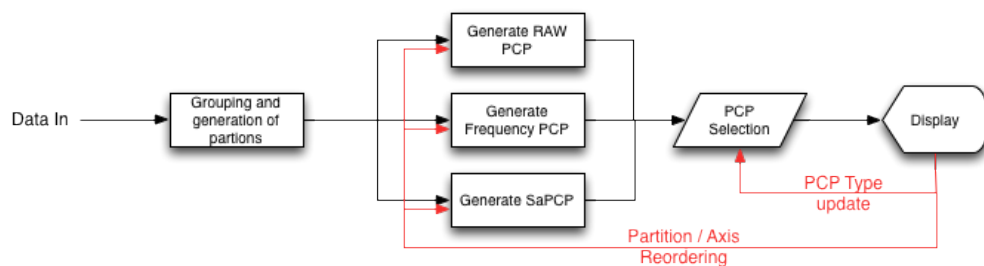 Generate RAW
PCP
Data In
Grouping and
generation of
partions
Generate
Frequency PCP
PCP
Selection
Display
Generate SaPCP
PCP Type
update
Partition / Axis
Reordering